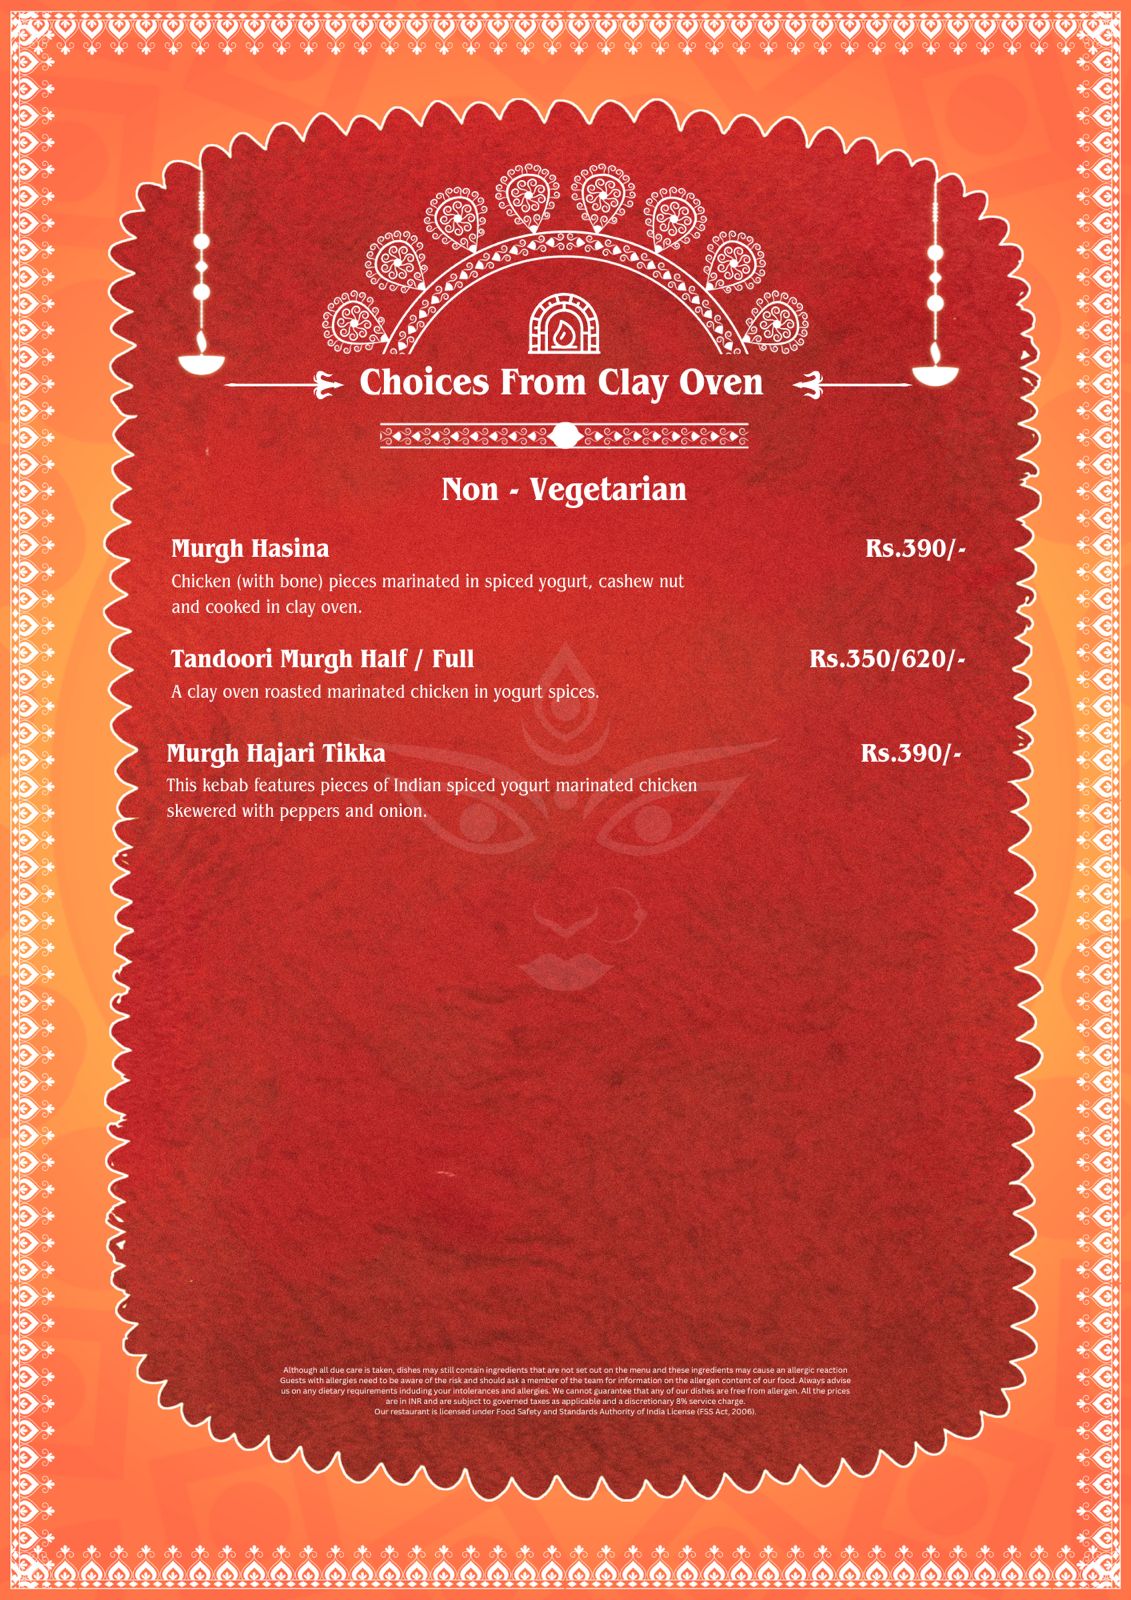 Choices From Clay Oven
Non - Vegetarian
Murgh Hasina Rs.390/-
Chicken (with bone) pieces marinated in spiced yogurt, cashew nut
and cooked in clay oven.
Tandoori Murgh Half / Full Rs.350/620/-
A clay oven roasted marinated chicken in yogurt spices.
Murgh Hajari Tikka Rs.390/-
This kebab features pieces of Indian spiced yogurt marinated chicken
skewered with peppers and onion.
Although all due care is taken, dishes may still contain ingredients that are not set out on the menu and these ingredients may cause an allergic reaction
Guests with allergies need to be aware of the risk and should ask a member of the team for information on the allergen content of our food. Always advise
us on any dietary requirements including your intolerances and allergies. We cannot guarantee that any of our dishes are free from allergen. All the prices
are in INR and are subject to governed taxes as applicable and a discretionary 8% service charge.
Our restaurant is licensed under Food Safety and Standards Authority of India License (FSS Act, 2006).